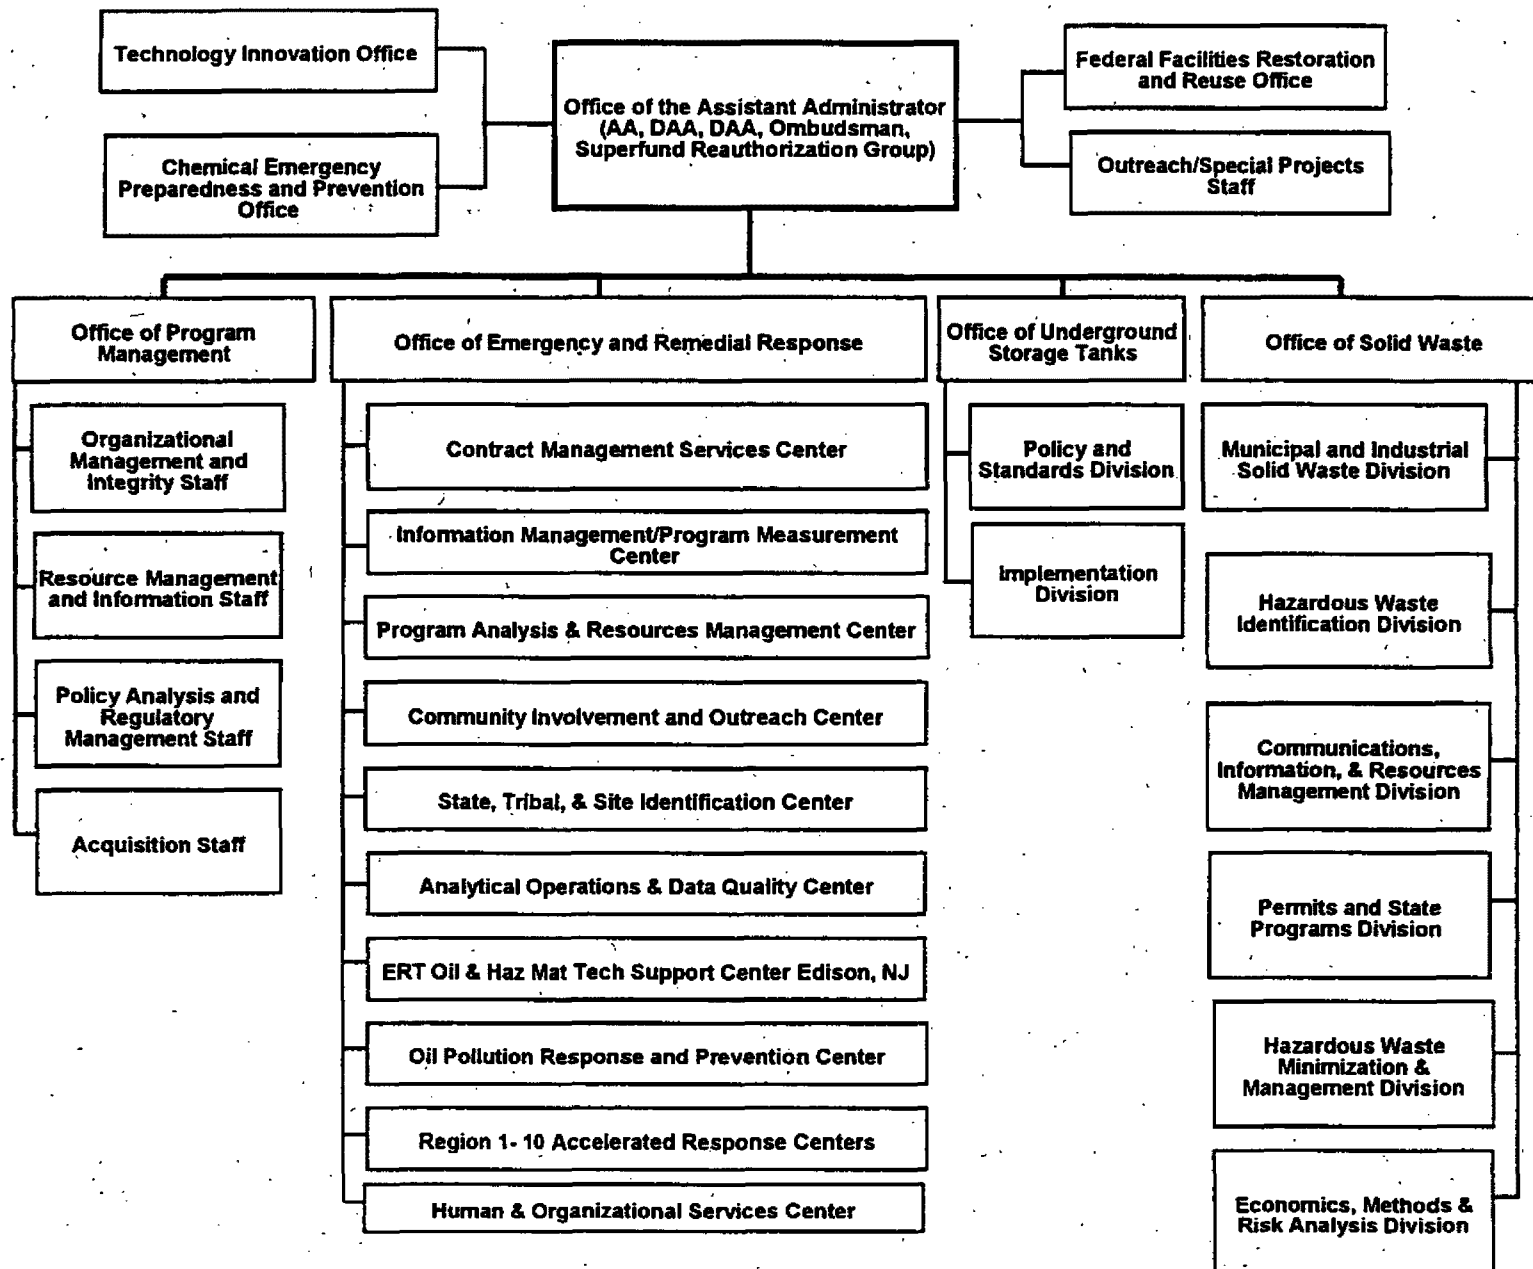 Technology Innovation Office
Chemical Emergency
Preparedness and Prevention
Office
Office of the Assistant Administrator
(AA, DAA, DAA, Ombudsman,
Superfund Reauthorization Group)
Federal Facilities Restoration
and Reuse Office
Outreach/Special Projects
Staff
Office of Program
Management
Organizational
Management and
Integrity Staff
Resource Management
and Information Staff
Policy Analysis and
Regulatory
Management Staff
Acquisition Staff
Office of Emergency and Remedial Response
Contract Management Services Center
Information Management/Program Measurement
Center
Program Analysis & Resources Management Center
Community Involvement and Outreach Center
State, Tribal, & Site Identification Center
Analytical Operations & Data Quality Center
ERT Oil & Haz Mat Tech Support Center Edison, NJ
Oil Pollution Response and Prevention Center
Region 1- 10 Accelerated Response Centers
Human & Organizational Services Center
Office of Underground
Storage Tanks
Policy and
Standards Division
Implementation
Division
Office of Solid Waste
Municipal and Industrial
Solid Waste Division
Hazardous Waste
Identification Division
Communications,
Information, & Resources
Management Division
Permits and State
Programs Division
Hazardous Waste
Minimization &
Management Division
Economics, Methods &
Risk Analysis Division